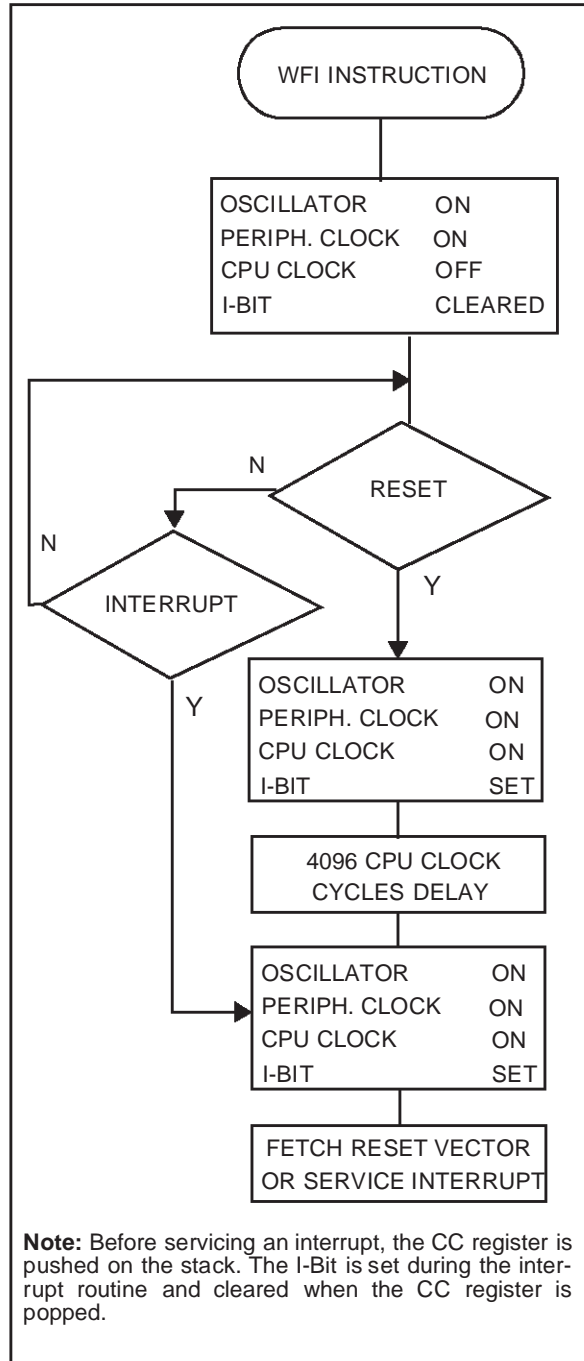 WFI INSTRUCTION
OSCILLATOR ON
PERIPH. CLOCK ON
CPU CLOCK OFF
I-BIT CLEARED
N
RESET
N
INTERRUPT
Y
Y
OSCILLATOR ON
PERIPH. CLOCK ON
CPU CLOCK ON
I-BIT SET
4096 CPU CLOCK
CYCLES DELAY
OSCILLATOR ON
PERIPH. CLOCK ON
CPU CLOCK ON
I-BIT SET
FETCH RESET VECTOR
OR SERVICE INTERRUPT
Note: Before servicing an interrupt, the CC register is
pushed on the stack. The I-Bit is set during the inter-
rupt routine and cleared when the CC register is
popped.